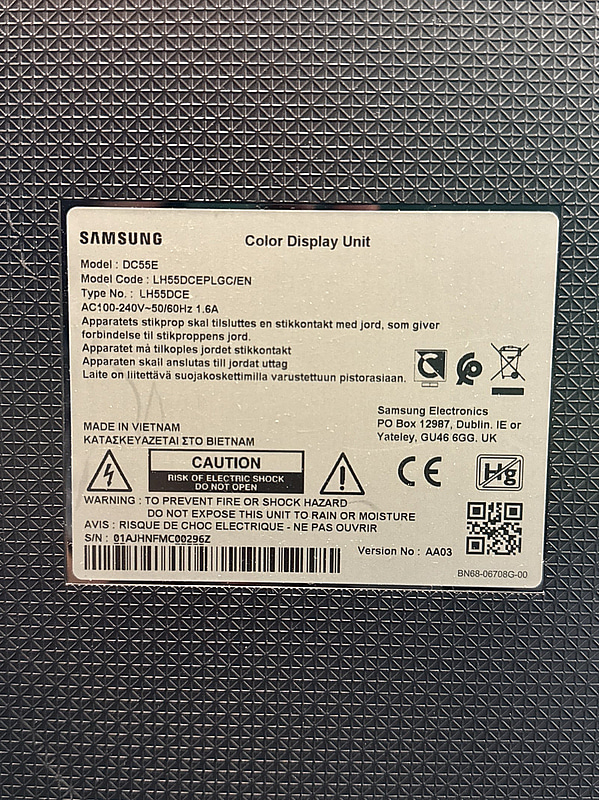 SAMSUNG
Color Display Unit
Model : DC55E
Model Code : LH55DCEPLGC/EN
Type No. : LH55DCE
AC100-240V~50/60Hz 1.6A
Apparatets stikprop skal tilsluttes en stikkontakt med jord, som giver
forbindelse til stikproppens jord.
Apparatet må tilkoples jordet stikkontakt
Apparaten skall anslutas till jordat uttag
Laite on liitettävä suojakoskettimilla varustettuun pistorasiaan.
Samsung Electronics
PO Box 12987, Dublin. IE or
Yateley, GU46 6GG. UK
MADE IN VIETNAM
ΚΑΤΑΣΚΕΥΑΖΕΤΑΙ ΣΤΟ ΒΙΕΤΝΑΜ
CAUTION
RISK OF ELECTRIC SHOCK
DO NOT OPEN
CE
Hg
WARNING : TO PREVENT FIRE OR SHOCK HAZARD
DO NOT EXPOSE THIS UNIT TO RAIN OR MOISTURE
AVIS : RISQUE DE CHOC ELECTRIQUE - NE PAS OUVRIR
S/N : 01AJHNFMC00296Z
Version No : AA03
BN68-06708G-00